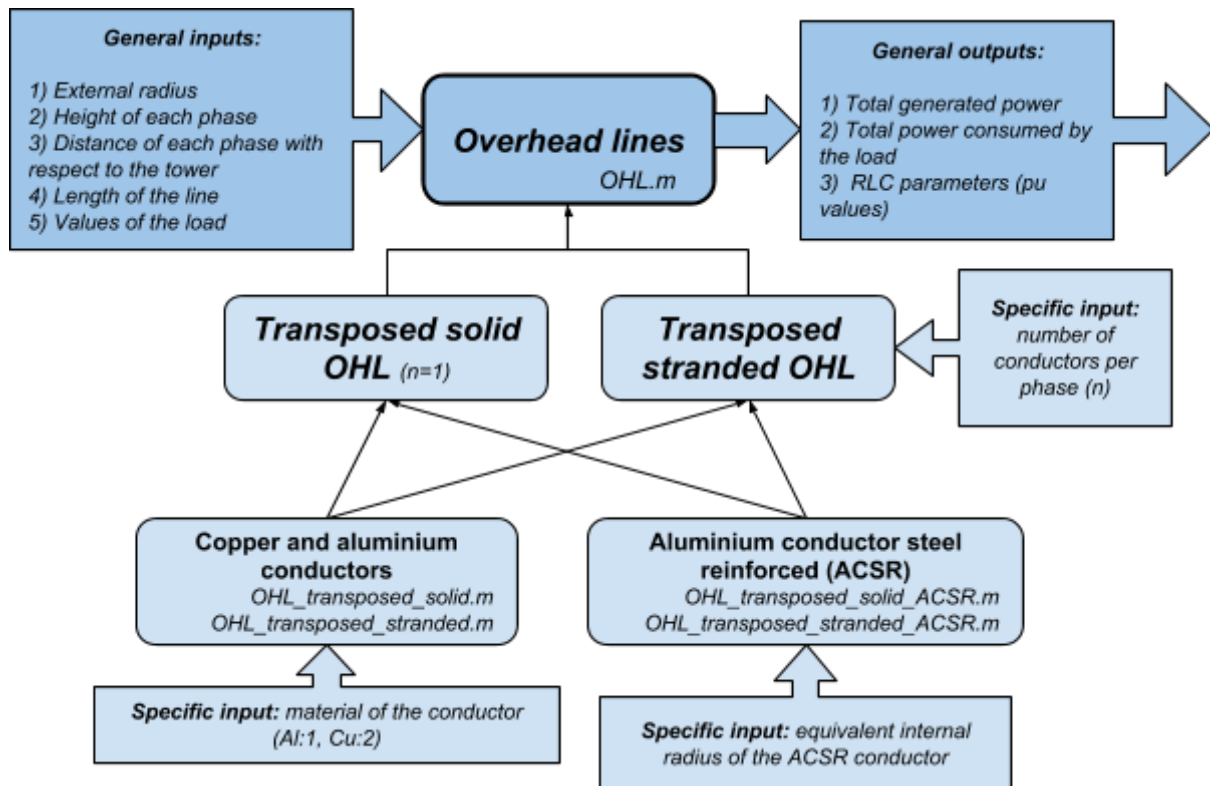 General inputs:
1) External radius
2) Height of each phase
3) Distance of each phase with
respect to the tower
4) Length of the line
5) Values of the load
Overhead lines
OHL.m
General outputs:
1) Total generated power
2) Total power consumed by
the load
3) RLC parameters (pu
values)
Transposed solid
OHL (n=1)
Transposed
stranded OHL
Specific input:
number of
conductors per
phase (n)
Copper and aluminium
conductors
OHL_transposed_solid.m
OHL_transposed_stranded.m
Aluminium conductor steel
reinforced (ACSR)
OHL_transposed_solid_ACSR.m
OHL_transposed_stranded_ACSR.m
Specific input: material of the conductor
(Al:1, Cu:2)
Specific input: equivalent internal
radius of the ACSR conductor